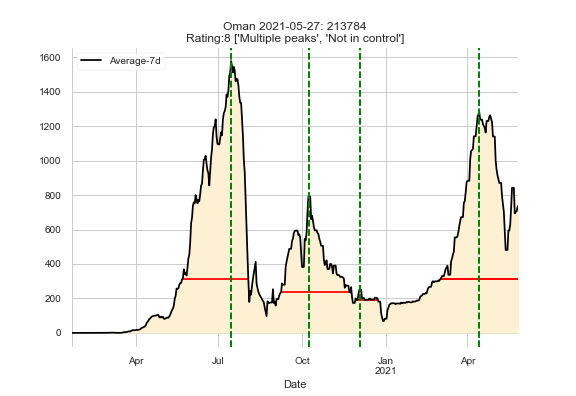 Oman 2021-05-27: 213784
Rating:8 ['Multiple peaks', 'Not in control']
Average-7d
1600
1400
1200
1000
800
600
400
200
0
Apr Jul Oct Jan Apr
2021
Date